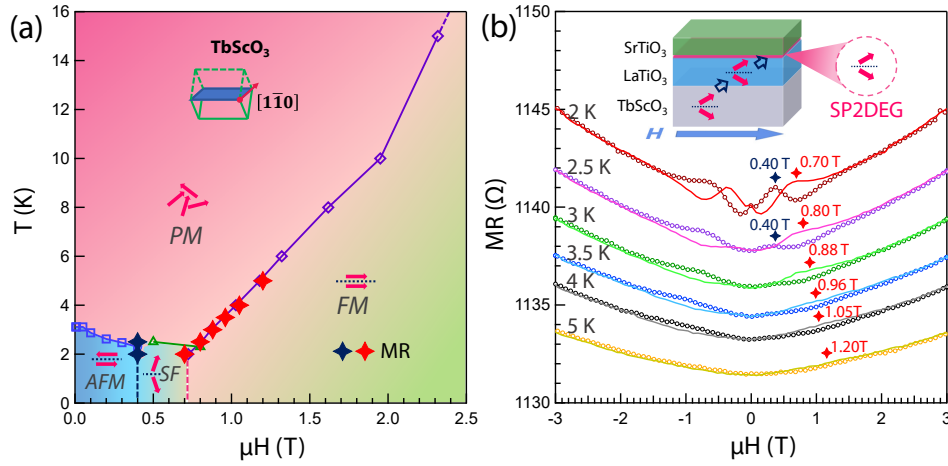 (a)
16
14
12
10
8
6
4
2
0
T (K)
TbScO₃
[11̄0]
PM
FM
AFM
SF
MR
0.0
0.5
1.0
1.5
2.0
2.5
μH (T)
(b)
1150
1145
1140
1135
1130
MR (Ω)
SrTiO₃
LaTiO₃
TbScO₃
H
SP2DEG
2 K
2.5 K
3 K
3.5 K
4 K
5 K
0.40 T
0.70 T
0.40 T
0.80 T
0.88 T
0.96 T
1.05T
1.20T
-3
-2
-1
0
1
2
3
μH (T)